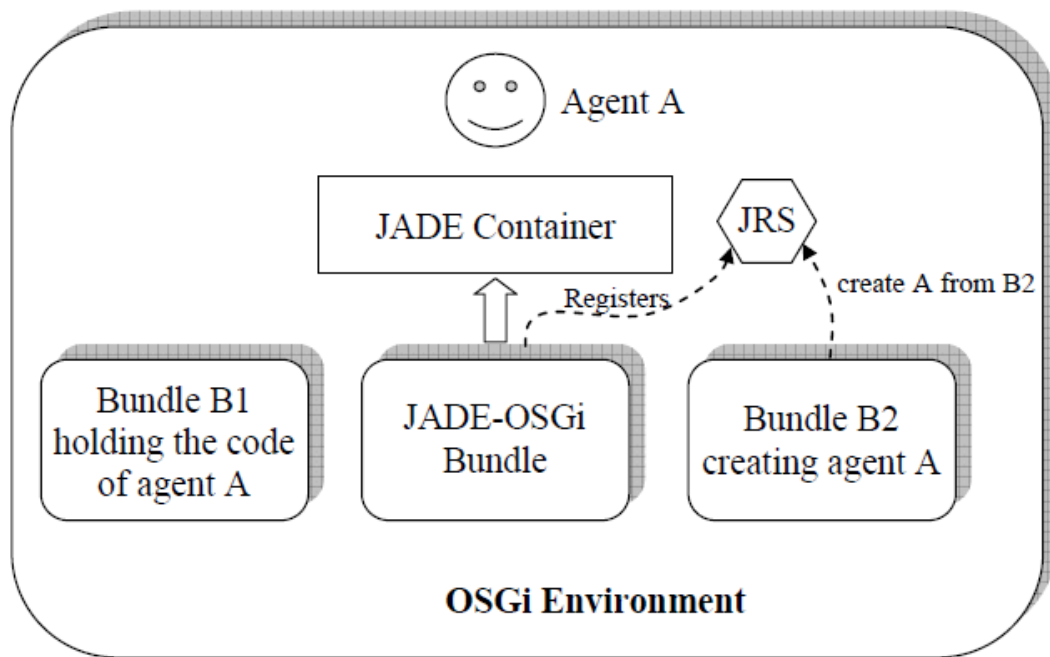 Agent A
JADE Container
JRS
Registers
create A from B2
Bundle B1
holding the code
of agent A
JADE-OSGi
Bundle
Bundle B2
creating agent A
OSGi Environment